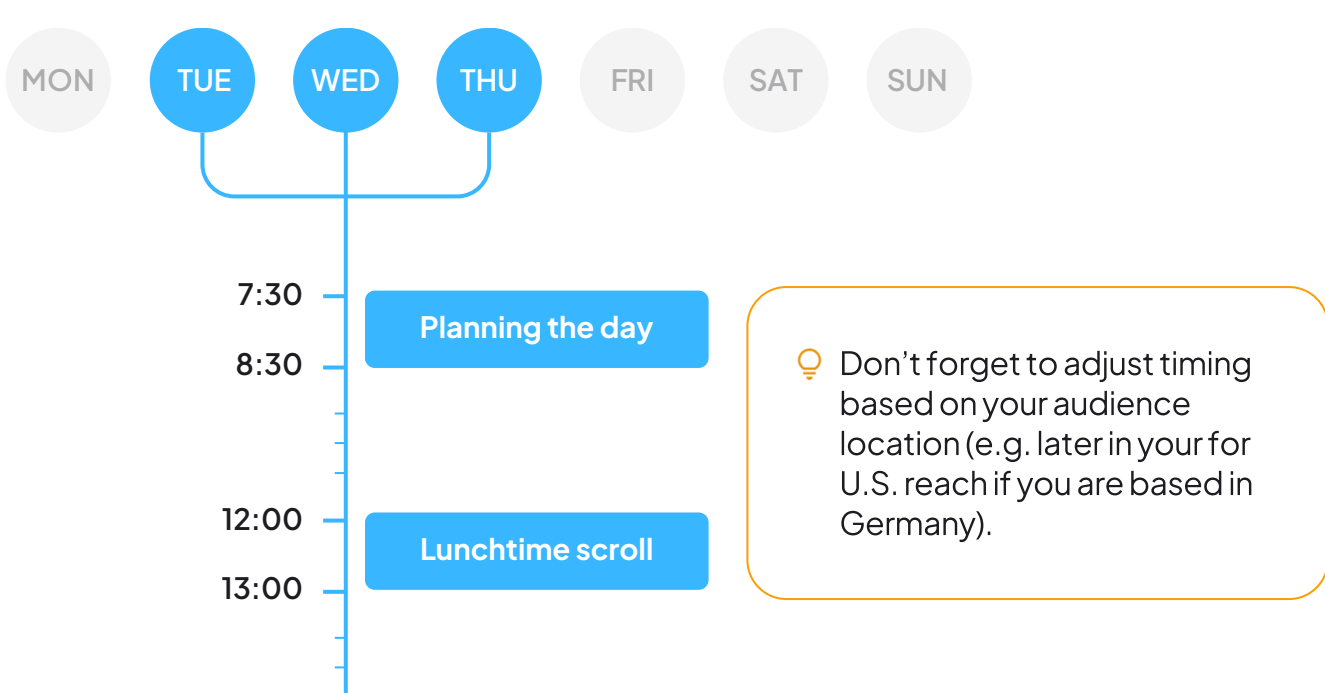 MON TUE WED THU FRI SAT SUN
7:30
Planning the day
8:30
Don’t forget to adjust timing
based on your audience
location (e.g. later in your for
U.S. reach if you are based in
Germany).
12:00
Lunchtime scroll
13:00